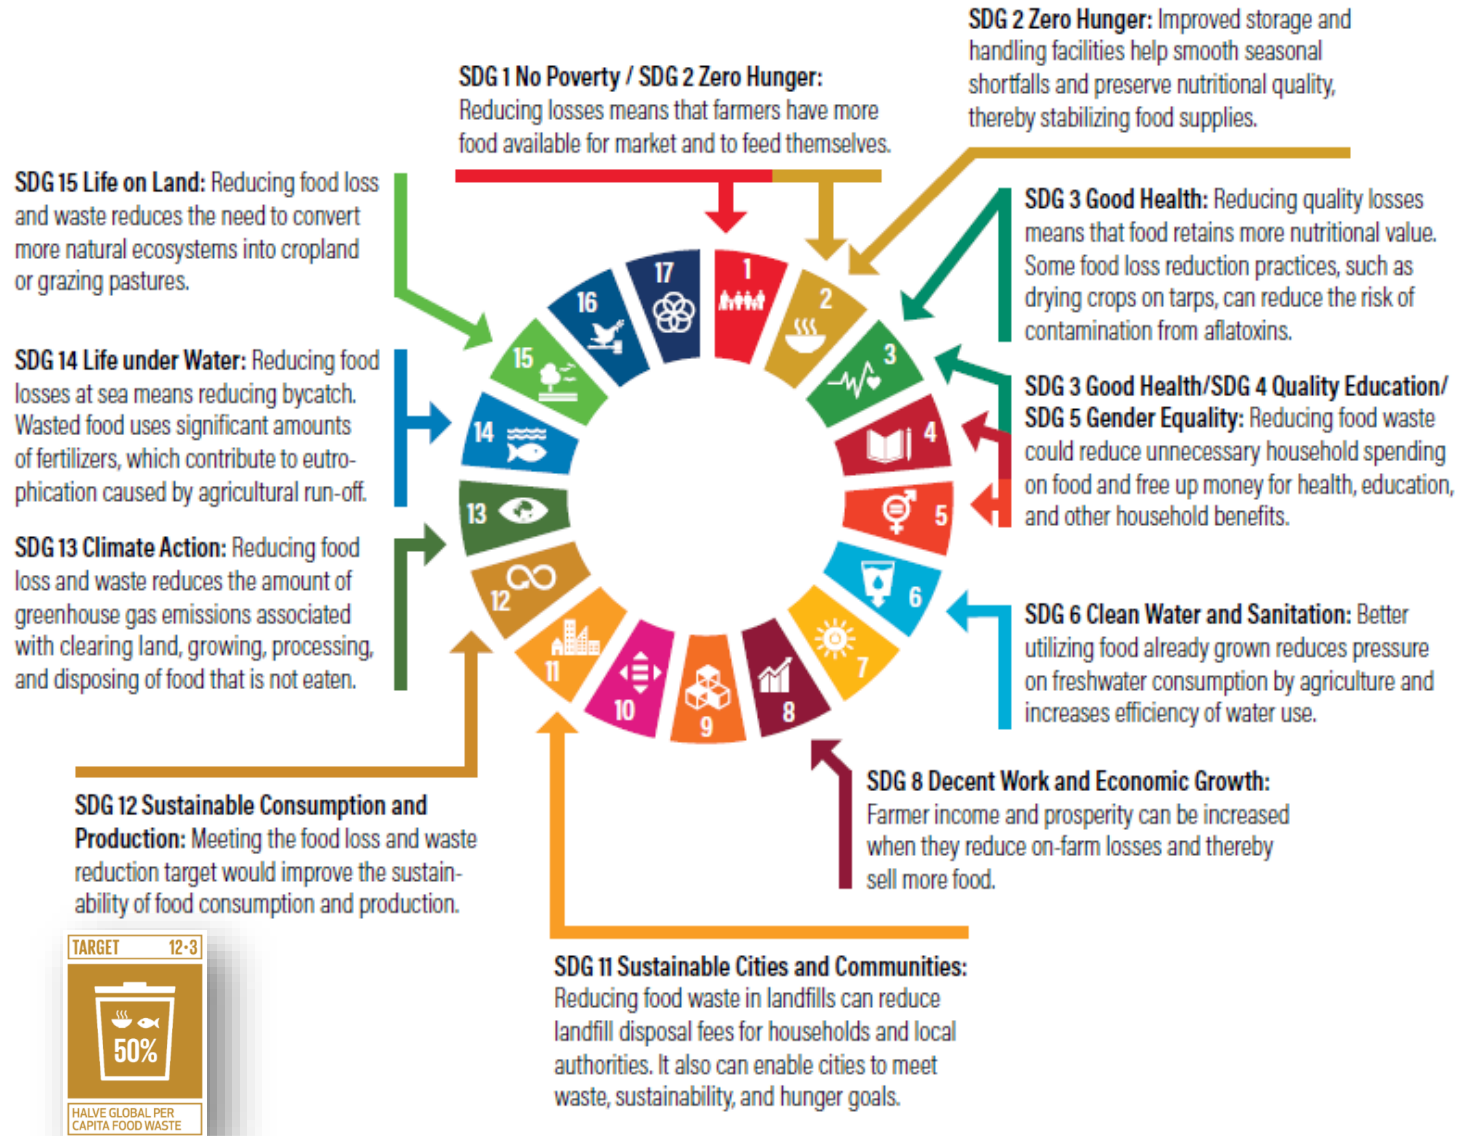 SDG 1 No Poverty / SDG 2 Zero Hunger:
Reducing losses means that farmers have more
food available for market and to feed themselves.
SDG 2 Zero Hunger: Improved storage and
handling facilities help smooth seasonal
shortfalls and preserve nutritional quality,
thereby stabilizing food supplies.
SDG 3 Good Health: Reducing quality losses
means that food retains more nutritional value.
Some food loss reduction practices, such as
drying crops on tarps, can reduce the risk of
contamination from aflatoxins.
SDG 3 Good Health/SDG 4 Quality Education/
SDG 5 Gender Equality: Reducing food waste
could reduce unnecessary household spending
on food and free up money for health, education,
and other household benefits.
SDG 6 Clean Water and Sanitation: Better
utilizing food already grown reduces pressure
on freshwater consumption by agriculture and
increases efficiency of water use.
SDG 8 Decent Work and Economic Growth:
Farmer income and prosperity can be increased
when they reduce on-farm losses and thereby
sell more food.
SDG 11 Sustainable Cities and Communities:
Reducing food waste in landfills can reduce
landfill disposal fees for households and local
authorities. It also can enable cities to meet
waste, sustainability, and hunger goals.
SDG 12 Sustainable Consumption and
Production: Meeting the food loss and waste
reduction target would improve the sustain-
ability of food consumption and production.
TARGET 12·3
50%
HALVE GLOBAL PER
CAPITA FOOD WASTE
SDG 13 Climate Action: Reducing food
loss and waste reduces the amount of
greenhouse gas emissions associated
with clearing land, growing, processing,
and disposing of food that is not eaten.
SDG 14 Life under Water: Reducing food
losses at sea means reducing bycatch.
Wasted food uses significant amounts
of fertilizers, which contribute to eutro-
phication caused by agricultural run-off.
SDG 15 Life on Land: Reducing food loss
and waste reduces the need to convert
more natural ecosystems into cropland
or grazing pastures.
1
2
3
4
5
6
7
8
9
10
11
12
13
14
15
16
17